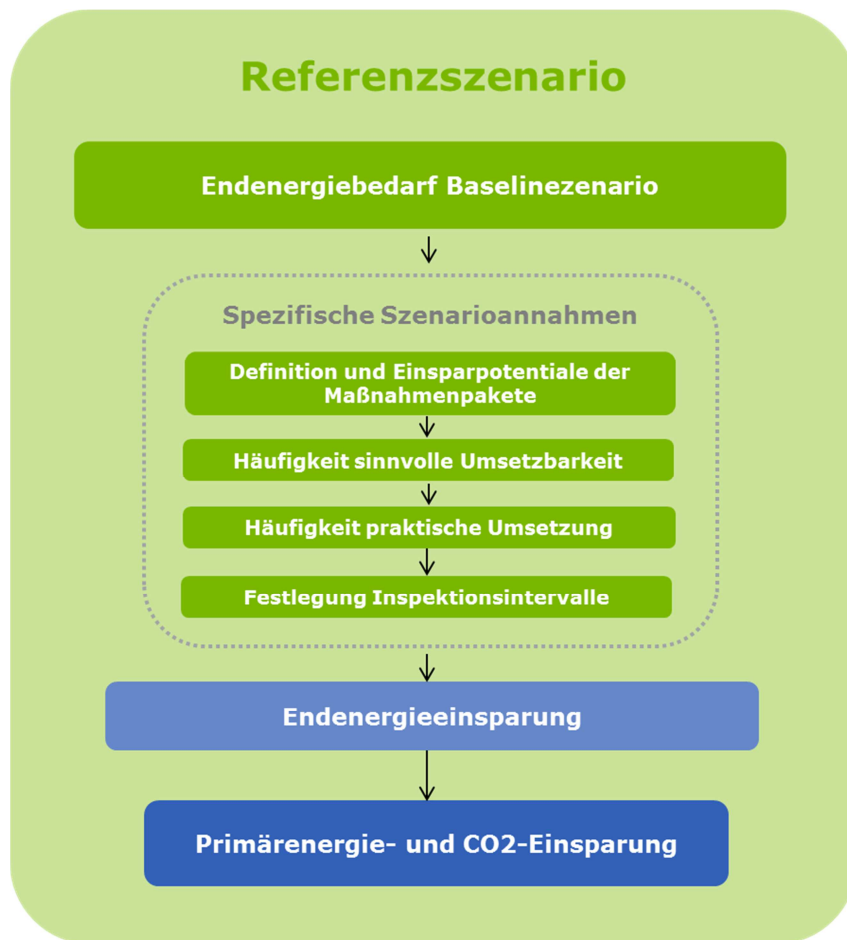 Referenzszenario
Endenergiebedarf Baselinezenario
Spezifische Szenarioannahmen
Definition und Einsparpotentiale der
Maßnahmenpakete
Häufigkeit sinnvolle Umsetzbarkeit
Häufigkeit praktische Umsetzung
Festlegung Inspektionsintervalle
Endenergieeinsparung
Primärenergie- und CO2-Einsparung